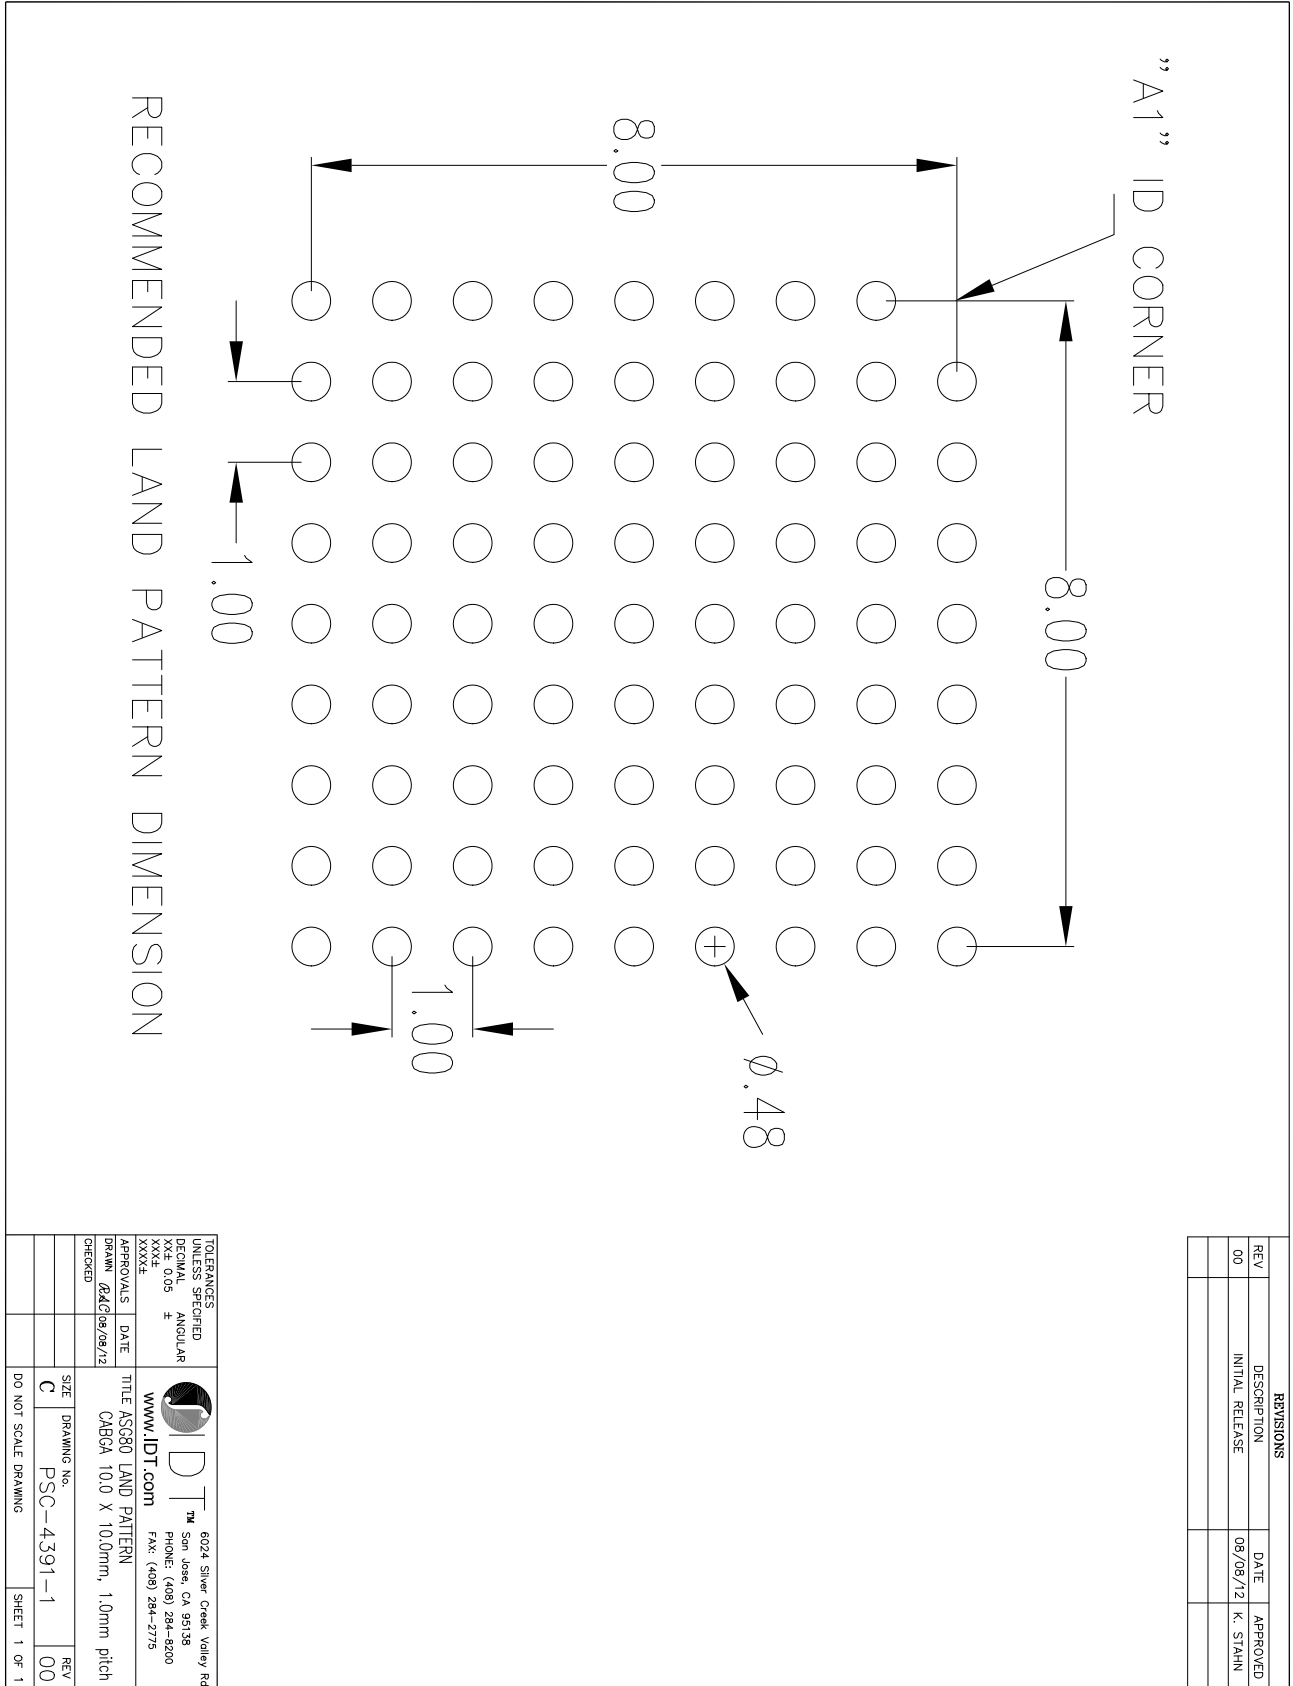 "A1" ID CORNER
8.00
8.00
1.00
1.00
ø.48
RECOMMENDED LAND PATTERN DIMENSION
REVISIONS
REV DESCRIPTION DATE APPROVED
00 INITIAL RELEASE 08/08/12 K. STAHN
TOLERANCES
UNLESS SPECIFIED
DECIMAL ANGULAR
XX± 0.05 ±
XXX±
XXXX±
APPROVALS DATE
DRAWN RAC 08/08/12
CHECKED
IDT™
www.IDT.com
6024 Silver Creek Valley Rd
San Jose, CA 95138
PHONE: (408) 284-8200
FAX: (408) 284-2775
TITLE ASG80 LAND PATTERN
CABGA 10.0 X 10.0mm, 1.0mm pitch
SIZE DRAWING No. REV
C PSC-4391-1 00
DO NOT SCALE DRAWING SHEET 1 OF 1